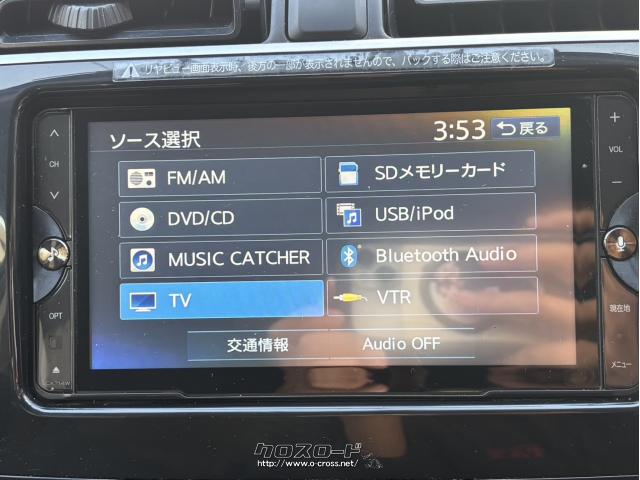 ⚠リヤビュー画面表示時、後方の一部が表示されませんので、バックする際はご注意ください。
ソース選択 3:53 戻る
CH
VOL
FM/AM SDメモリーカード
DVD/CD USB/iPod
MUSIC CATCHER Bluetooth Audio
TV VTR
OPT
現在地
交通情報 Audio OFF
メニュー
クロスロード
http://www.o-cross.net/